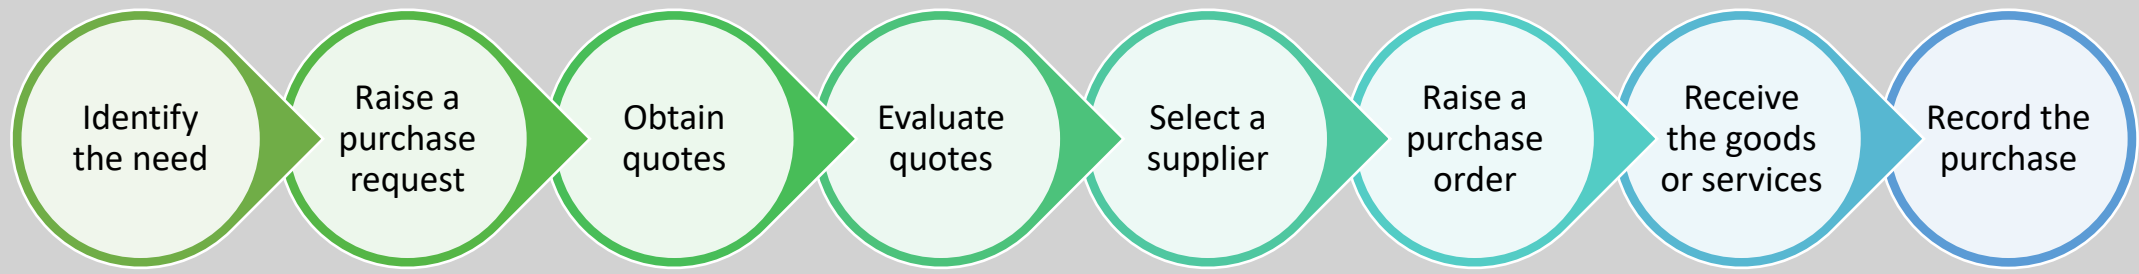 Identify
the need
Raise a
purchase
request
Obtain
quotes
Evaluate
quotes
Select a
supplier
Raise a
purchase
order
Receive
the goods
or services
Record the
purchase